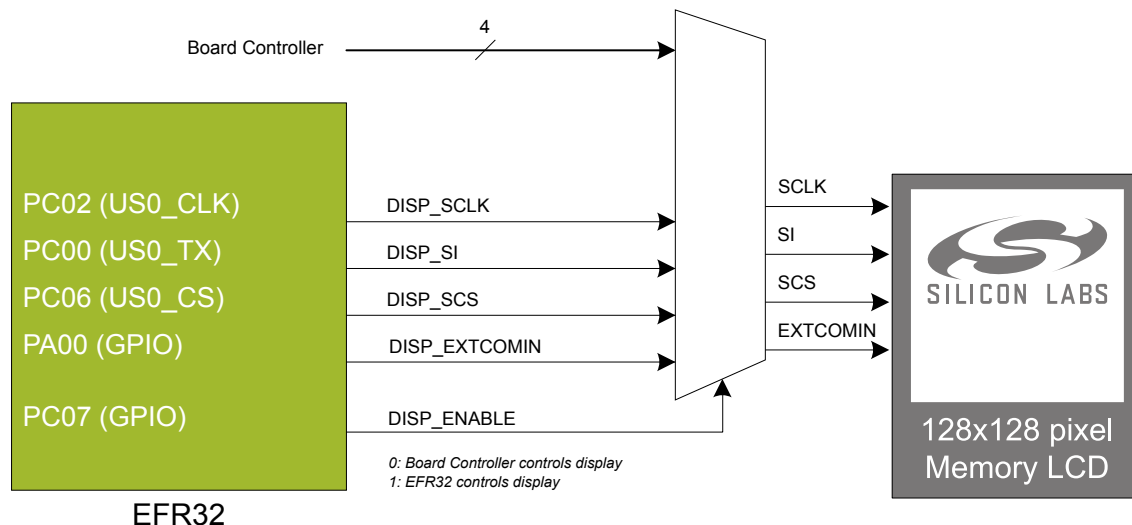 4
Board Controller
PC02 (US0_CLK)
PC00 (US0_TX)
PC06 (US0_CS)
PA00 (GPIO)
PC07 (GPIO)
DISP_SCLK
DISP_SI
DISP_SCS
DISP_EXTCOMIN
DISP_ENABLE
0: Board Controller controls display
1: EFR32 controls display
EFR32
SCLK
SI
SCS
EXTCOMIN
SILICON LABS
128x128 pixel
Memory LCD